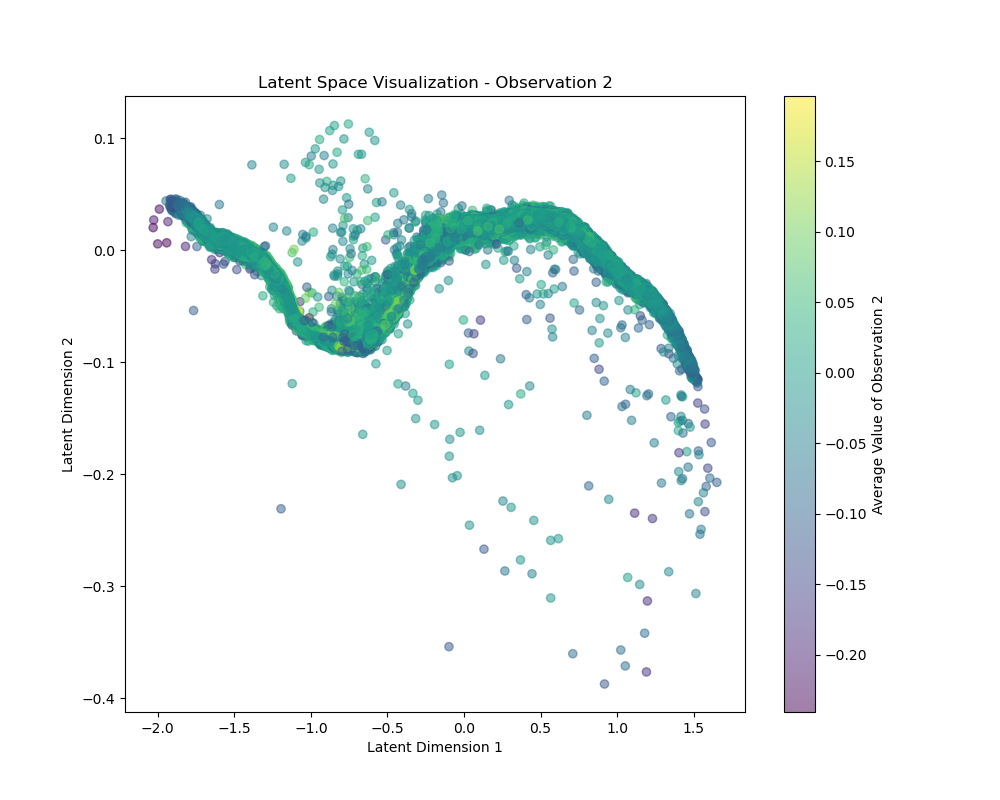 Latent Space Visualization - Observation 2
0.1
0.0
−0.1
−0.2
−0.3
−0.4
Latent Dimension 2
−2.0 −1.5 −1.0 −0.5 0.0 0.5 1.0 1.5
Latent Dimension 1
0.15
0.10
0.05
0.00
−0.05
−0.10
−0.15
−0.20
Average Value of Observation 2